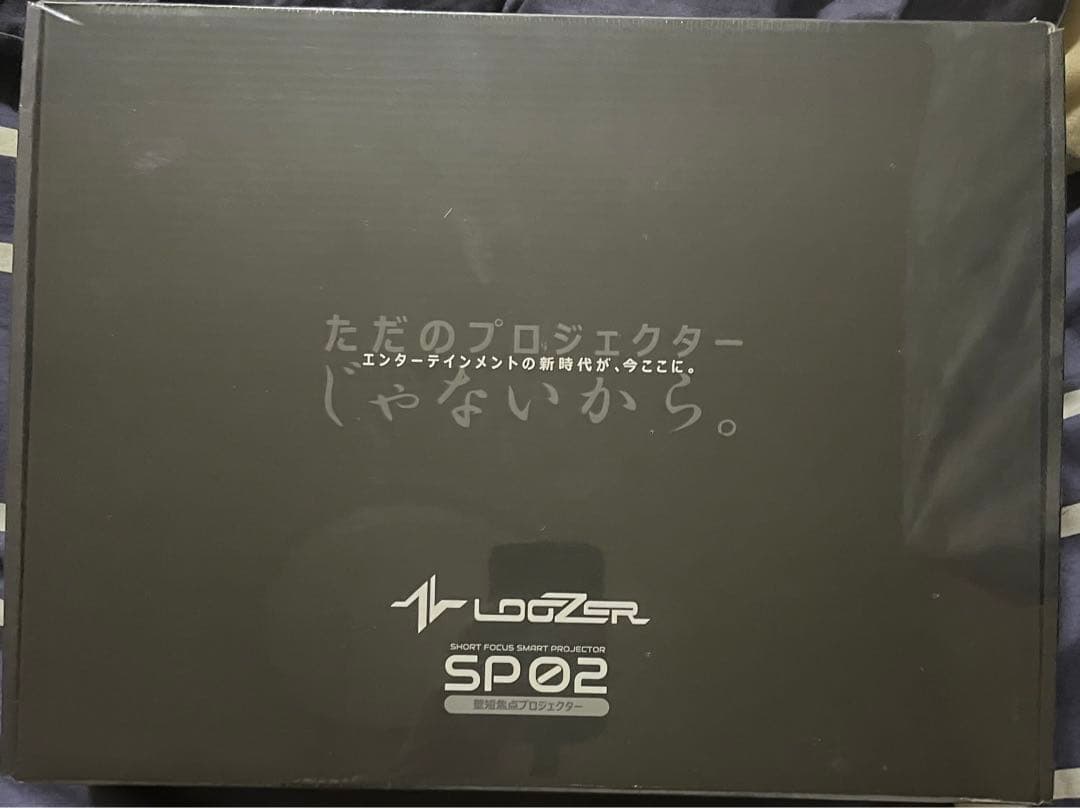 ただのプロジェクター
エンターテインメントの新時代が、今ここに。
じゃないから。
LOOZER
SHORT FOCUS SMART PROJECTOR
SP02
単短焦点プロジェクター